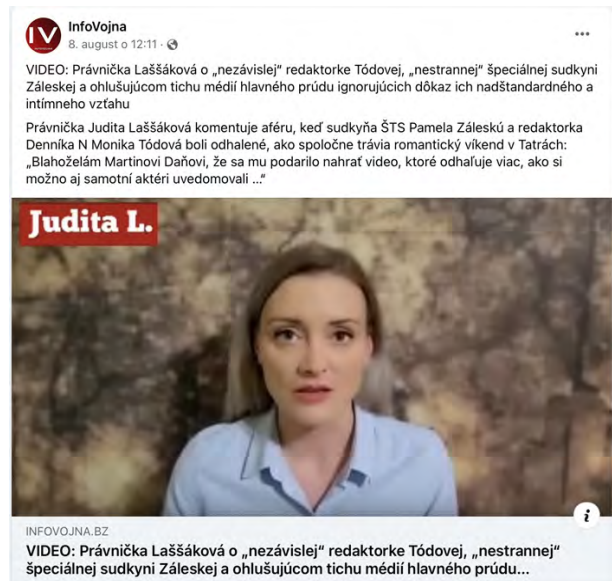 IV
InfoVojna
8. august o 12:11 ·
VIDEO: Právnička Laššáková o „nezávislej“ redaktorke Tódovej, „nestrannej“ špeciálnej sudkyni
Záleskej a ohlušujúcom tichu médií hlavného prúdu ignorujúcich dôkaz ich nadštandardného a
intímneho vzťahu
Právnička Judita Laššáková komentuje aféru, keď sudkyňa ŠTS Pamela Záleskú a redaktorka
Denníka N Monika Tódová boli odhalené, ako spoločne trávia romantický víkend v Tatrách:
„Blahoželám Martinovi Daňovi, že sa mu podarilo nahrať video, ktoré odhaľuje viac, ako si
možno aj samotní aktéri uvedomovali ...“
Judita L.
INFOVOJNA.BZ
VIDEO: Právnička Laššáková o „nezávislej“ redaktorke Tódovej, „nestrannej“
špeciálnej sudkyni Záleskej a ohlušujúcom tichu médií hlavného prúdu...